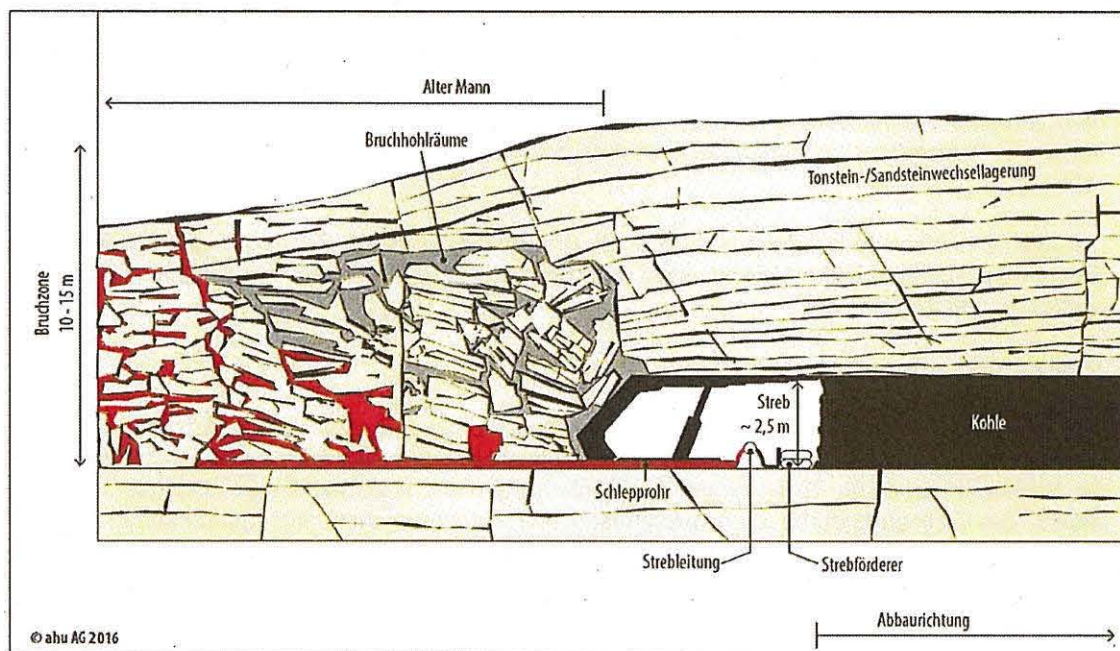 Alter Mann
Bruchhohlräume
Tonstein-/Sandsteinwechsellagerung
Bruchzone
10 - 15 m
Streb
~ 2,5 m
Kohle
Schlepprohr
Strebleitung
Strebförderer
Abbaurichtung
© ahu AG 2016